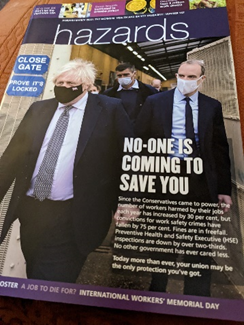 hazards
CLOSE
GATE
PROVE IT'S
LOCKED
NO-ONE IS
COMING TO
SAVE YOU
Since the Conservatives came to power, the
number of workers harmed by their jobs
each year has increased by 30 per cent, but
convictions for work safety crimes have
fallen by 75 per cent. Fines are in freefall.
Preventive Health and Safety Executive (HSE)
inspections are down by over two-thirds.
No other government has ever cared less.
Today more than ever, your union may be
the only protection you've got.
OSTER A JOB TO DIE FOR? INTERNATIONAL WORKERS' MEMORIAL DAY